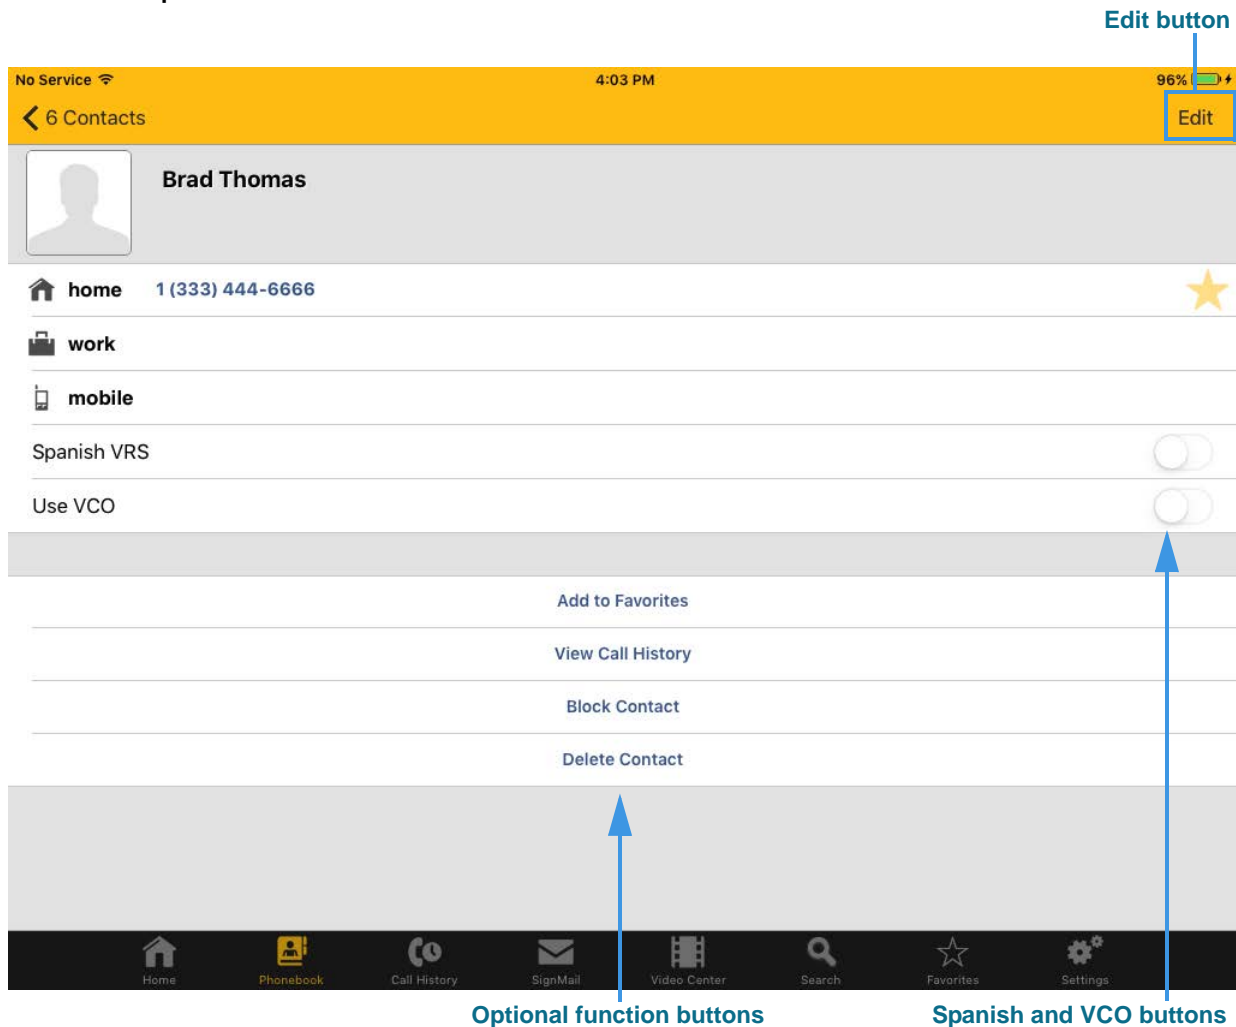 Edit button
No Service 4:03 PM 96%
6 Contacts Edit
Brad Thomas
home 1 (333) 444-6666
work
mobile
Spanish VRS
Use VCO
Add to Favorites
View Call History
Block Contact
Delete Contact
Home Phonebook Call History SignMail Video Center Search Favorites Settings
Optional function buttons Spanish and VCO buttons